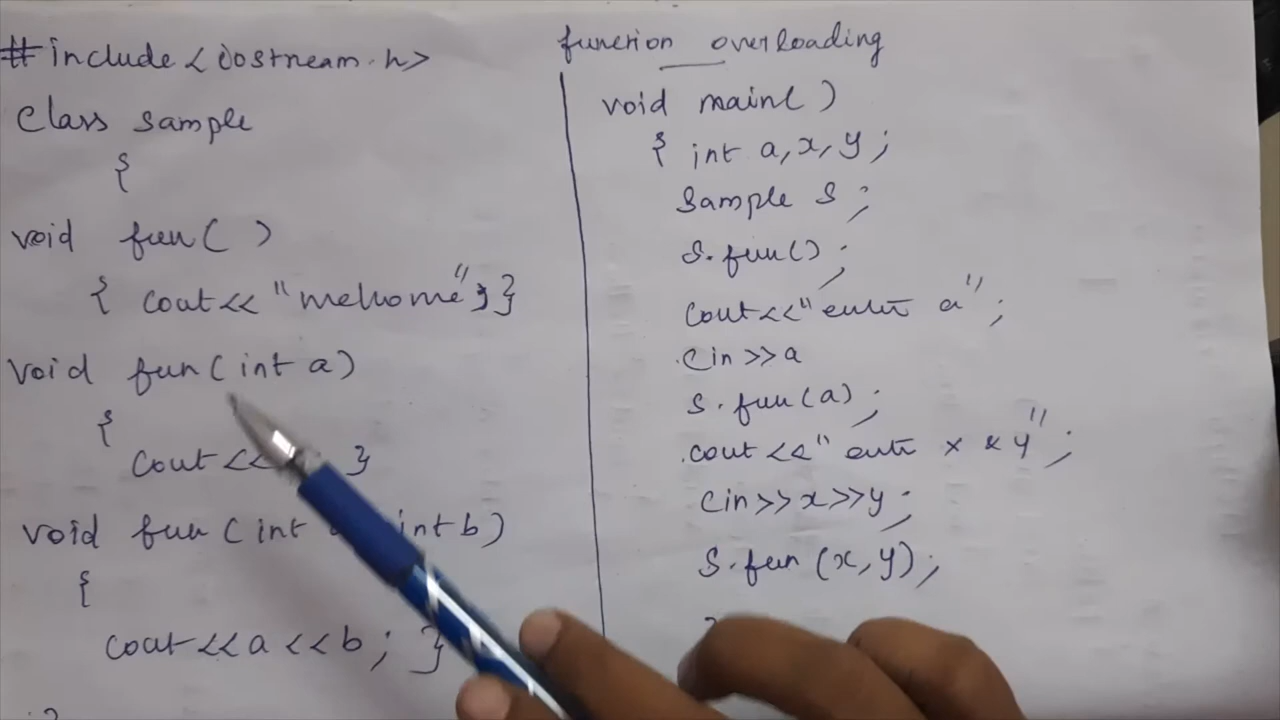 function overloading
#include <iostream.h>
class sample
{
void fun( )
{ cout<< "welcome"; }
void fun(int a)
{
cout << }
void fun (int int b)
{
cout<<a <<b ; }
void main( )
{ int a, x, y ;
Sample S ;
S.fun() ;
cout<<"enter a" ;
cin >>a
S.fun(a) ;
cout <<" enter x & y" ;
cin>>x>>y ;
S.fun (x, y) ;